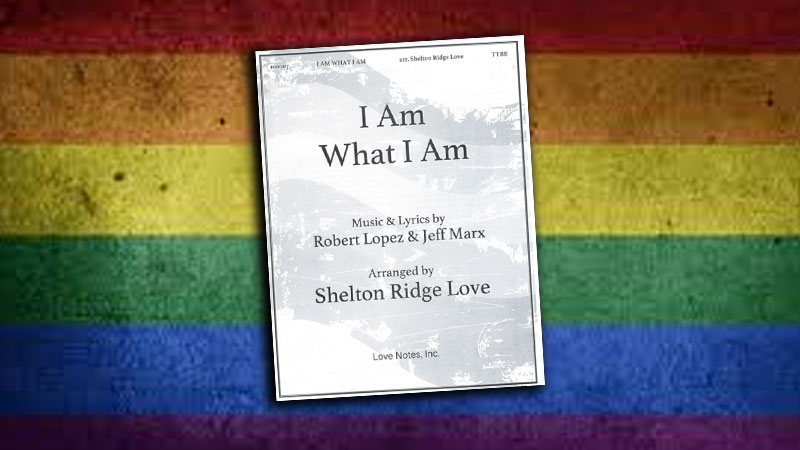 I AM WHAT I AM arr. Shelton Ridge Love TTBB
I Am
What I Am
Music & Lyrics by
Robert Lopez & Jeff Marx
Arranged by
Shelton Ridge Love
Love Notes, Inc.